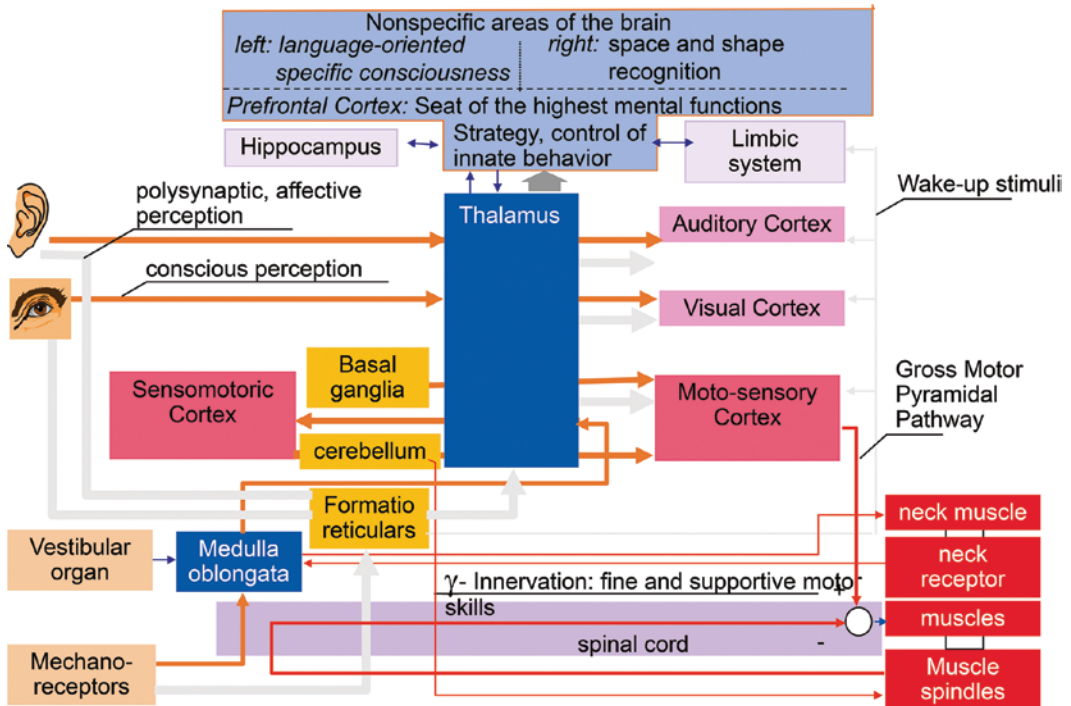 Nonspecific areas of the brain
left: language-oriented
specific consciousness
right: space and shape
recognition
Prefrontal Cortex: Seat of the highest mental functions
Strategy, control of
innate behavior
Hippocampus
Limbic
system
polysynaptic, affective
perception
Wake-up stimuli
Thalamus
Auditory Cortex
conscious perception
Visual Cortex
Basal
ganglia
Sensomotoric
Cortex
Moto-sensory
Cortex
Gross Motor
Pyramidal
Pathway
cerebellum
Formatio
reticulars
neck muscle
Vestibular
organ
Medulla
oblongata
neck
receptor
γ- Innervation: fine and supportive motor
skills
+
muscles
spinal cord
-
Mechano-
receptors
Muscle
spindles